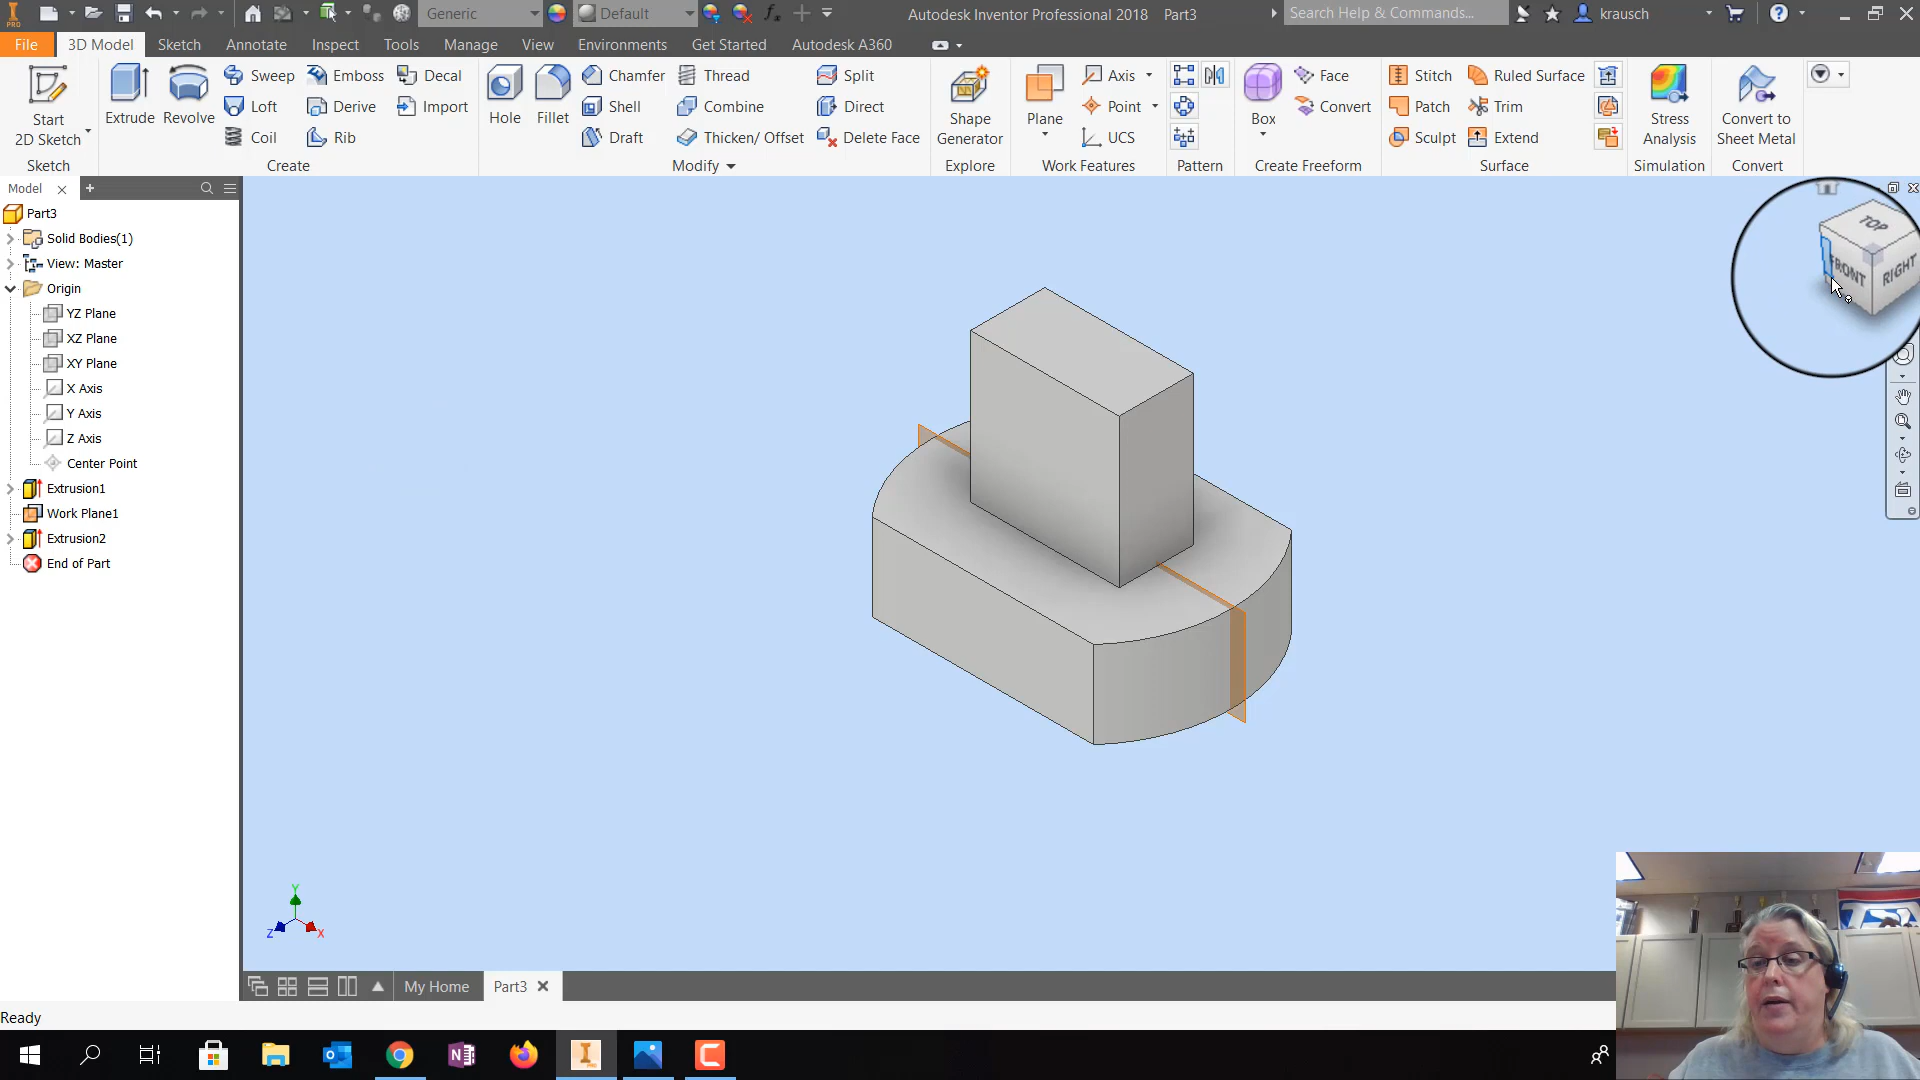 PRO
Generic
Default
Autodesk Inventor Professional 2018 Part3
Search Help & Commands...
krausch
File
3D Model
Sketch
Annotate
Inspect
Tools
Manage
View
Environments
Get Started
Autodesk A360
Start
2D Sketch
Extrude
Revolve
Sweep
Loft
Coil
Emboss
Derive
Rib
Decal
Import
Hole
Fillet
Chamfer
Shell
Draft
Thread
Combine
Thicken/ Offset
Split
Direct
Delete Face
Shape
Generator
Plane
Axis
Point
UCS
Box
Face
Convert
Stitch
Patch
Sculpt
Ruled Surface
Trim
Extend
Stress
Analysis
Convert to
Sheet Metal
Sketch
Create
Modify
Explore
Work Features
Pattern
Create Freeform
Surface
Simulation
Convert
Model
Part3
Solid Bodies(1)
View: Master
Origin
YZ Plane
XZ Plane
XY Plane
X Axis
Y Axis
Z Axis
Center Point
Extrusion1
Work Plane1
Extrusion2
End of Part
TOP
FRONT
RIGHT
Y
Z
X
My Home
Part3
Ready